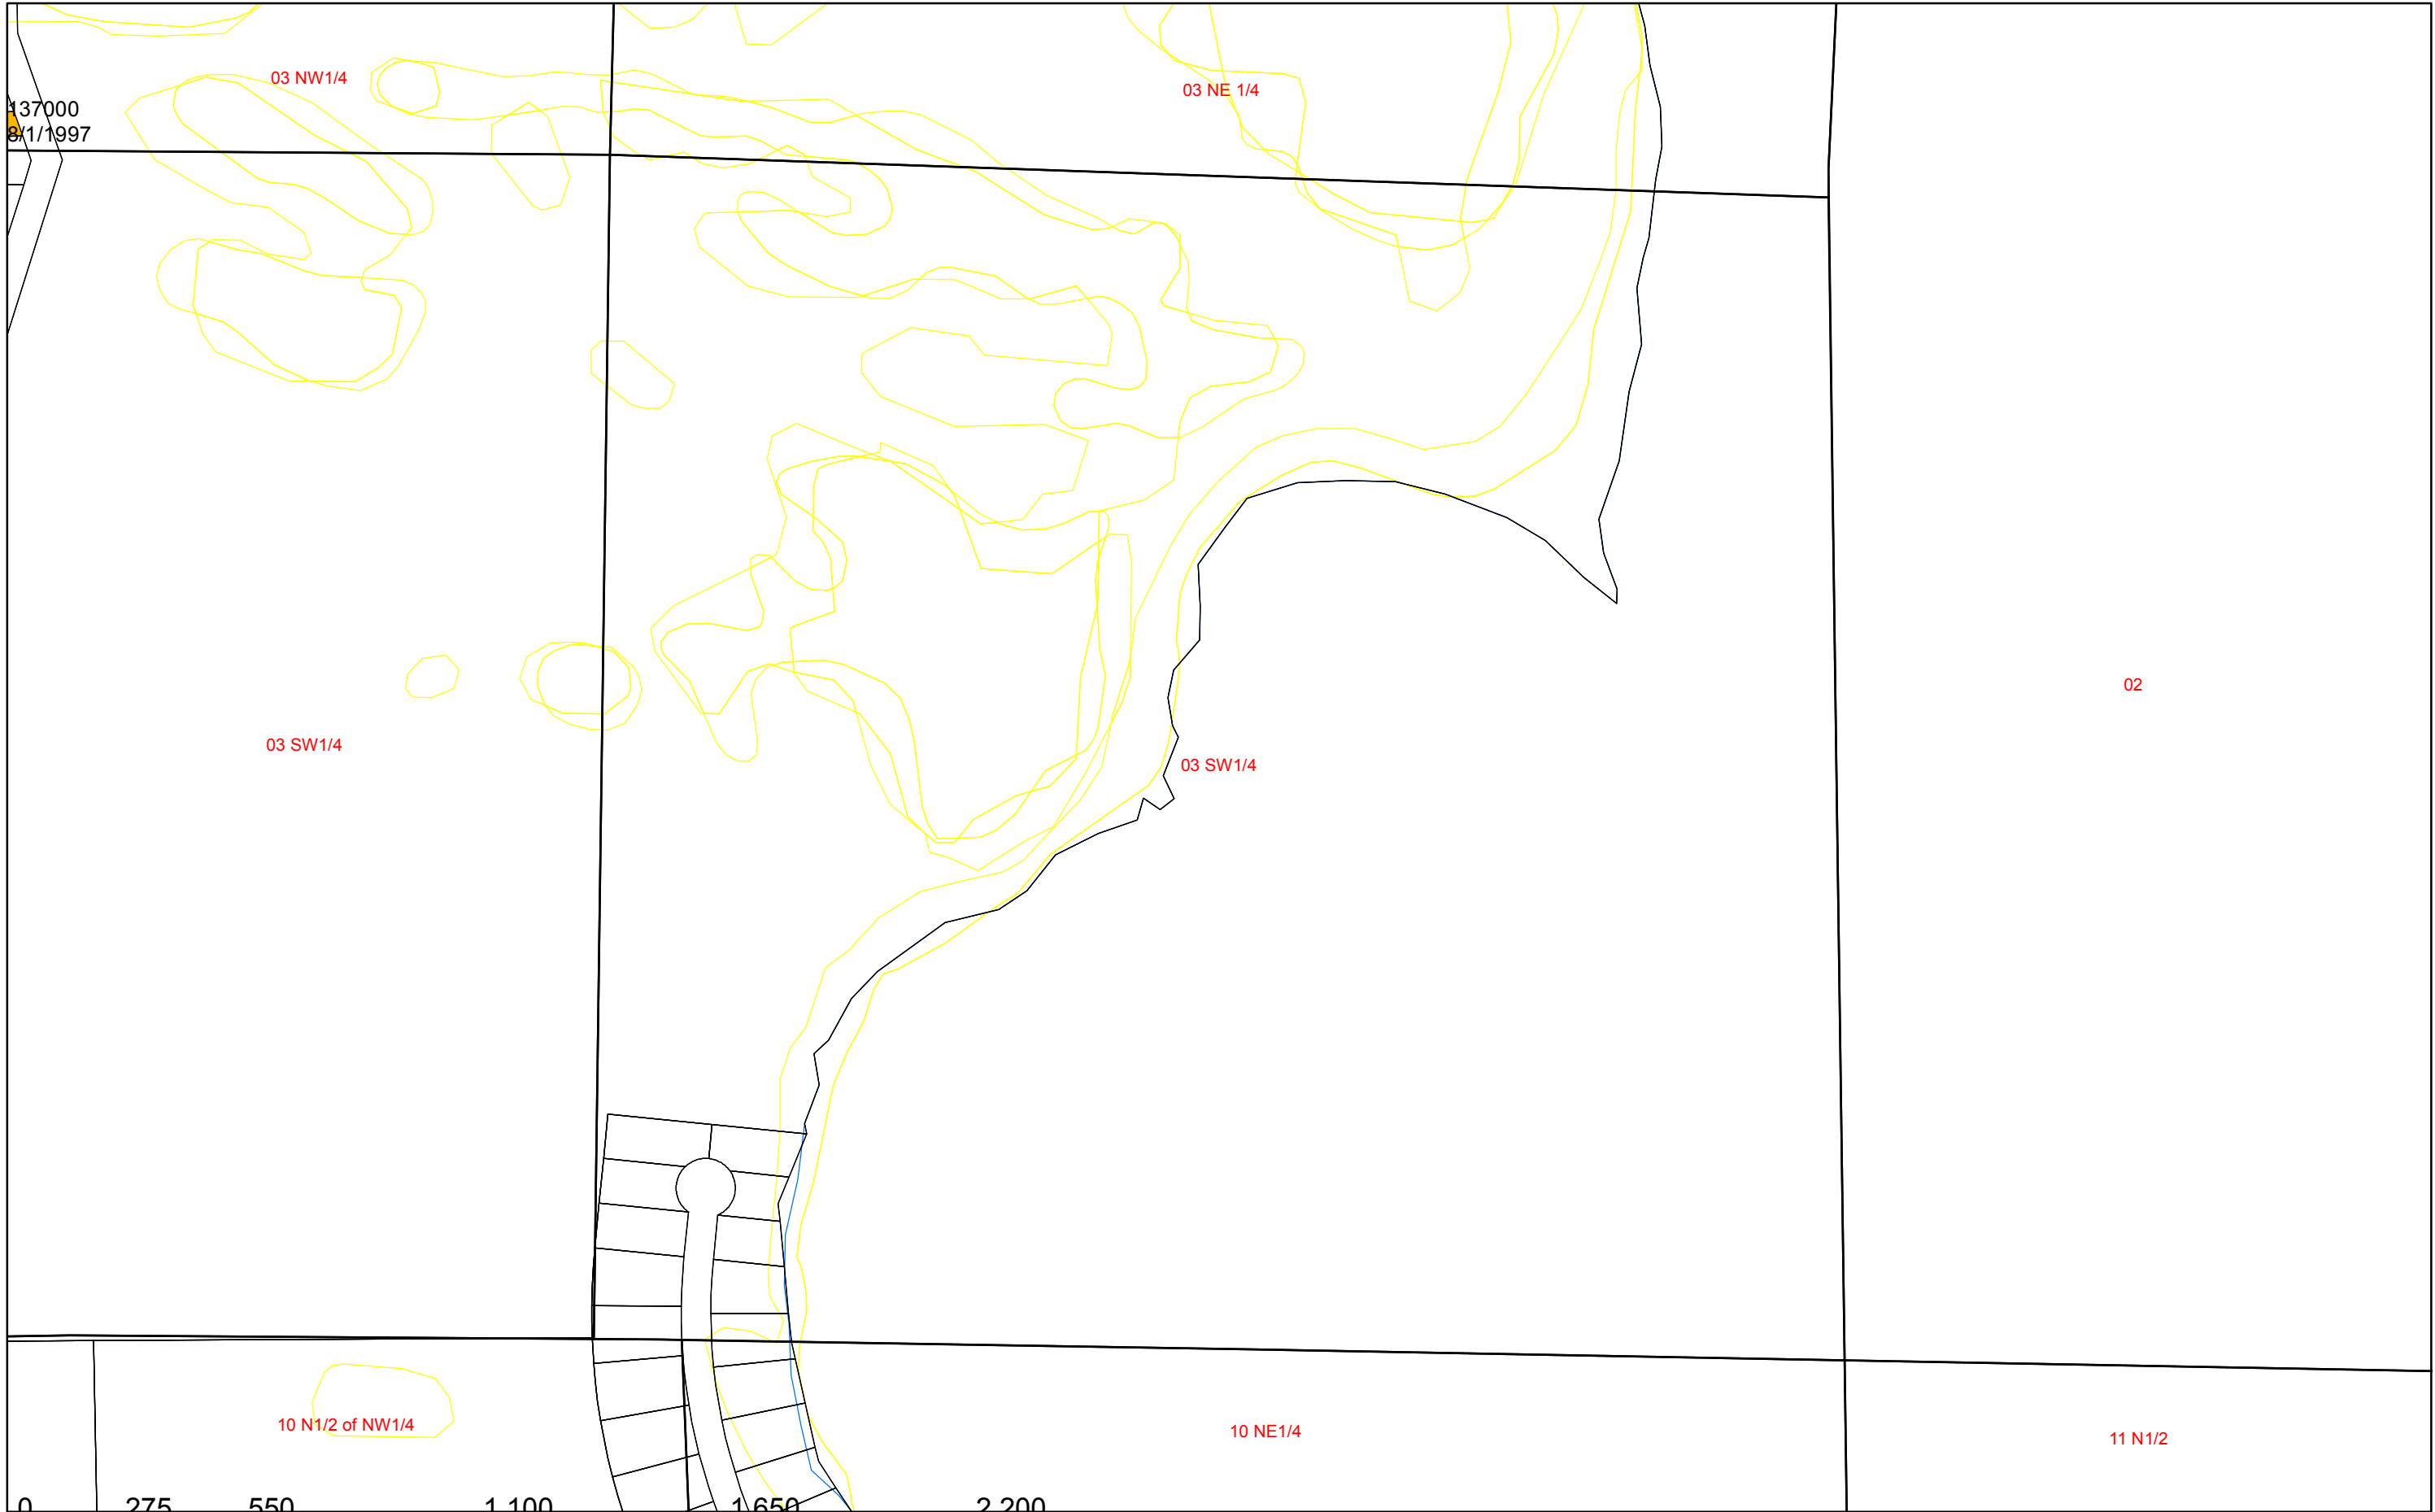 03 NW1/4
03 NE 1/4
137000
8/1/1997
02
03 SW1/4
03 SW1/4
10 N1/2 of NW1/4
10 NE1/4
11 N1/2
0 275 550 1,100 1,650 2,200